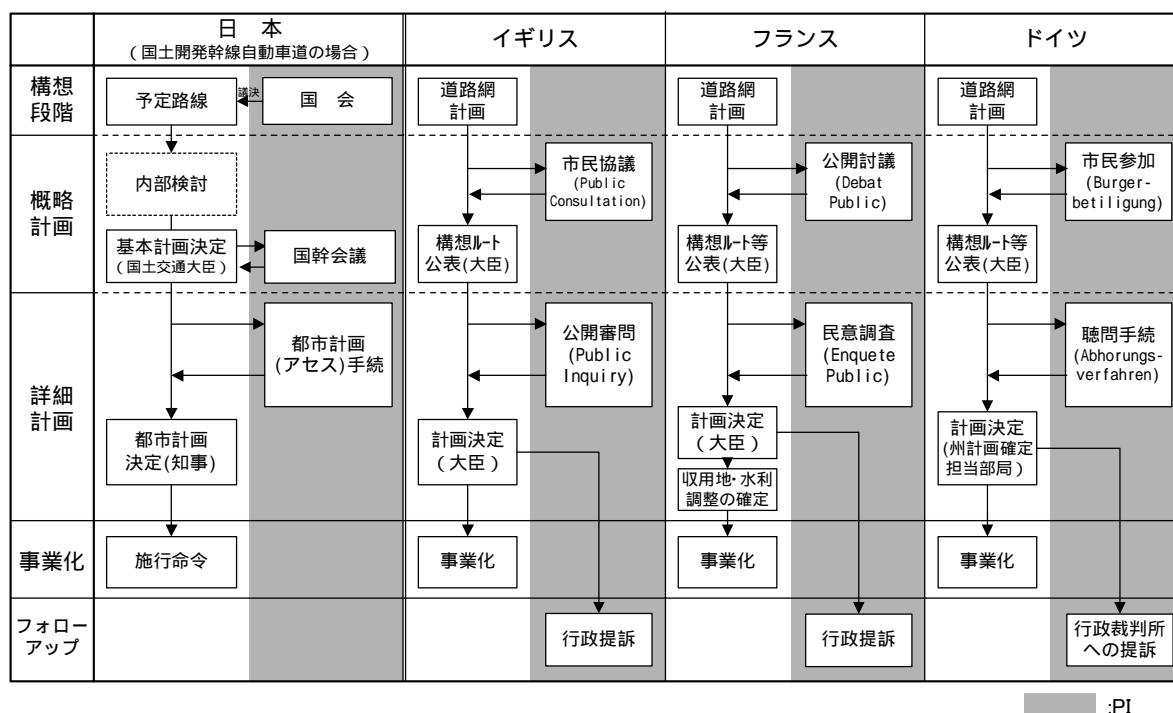 日 本
(国土開発幹線自動車道の場合)
イギリス
フランス
ドイツ
構想
段階
予定路線
議決
国 会
道路網
計画
道路網
計画
道路網
計画
概略
計画
内部検討
基本計画決定
(国土交通大臣)
国幹会議
市民協議
(Public
Consultation)
構想ルート
公表(大臣)
公開討議
(Debat
Public)
構想ルート等
公表(大臣)
市民参加
(Burger-
betiligung)
構想ルート等
公表(大臣)
詳細
計画
都市計画
(アセス)手続
都市計画
決定(知事)
公開審問
(Public
Inquiry)
計画決定
(大臣)
民意調査
(Enquete
Public)
計画決定
(大臣)
収用地・水利
調整の確定
聴問手続
(Abhorungs-
verfahren)
計画決定
(州計画確定
担当部局)
事業化
施行命令
事業化
事業化
事業化
フォロー
アップ
行政提訴
行政提訴
行政裁判所
への提訴
:PI